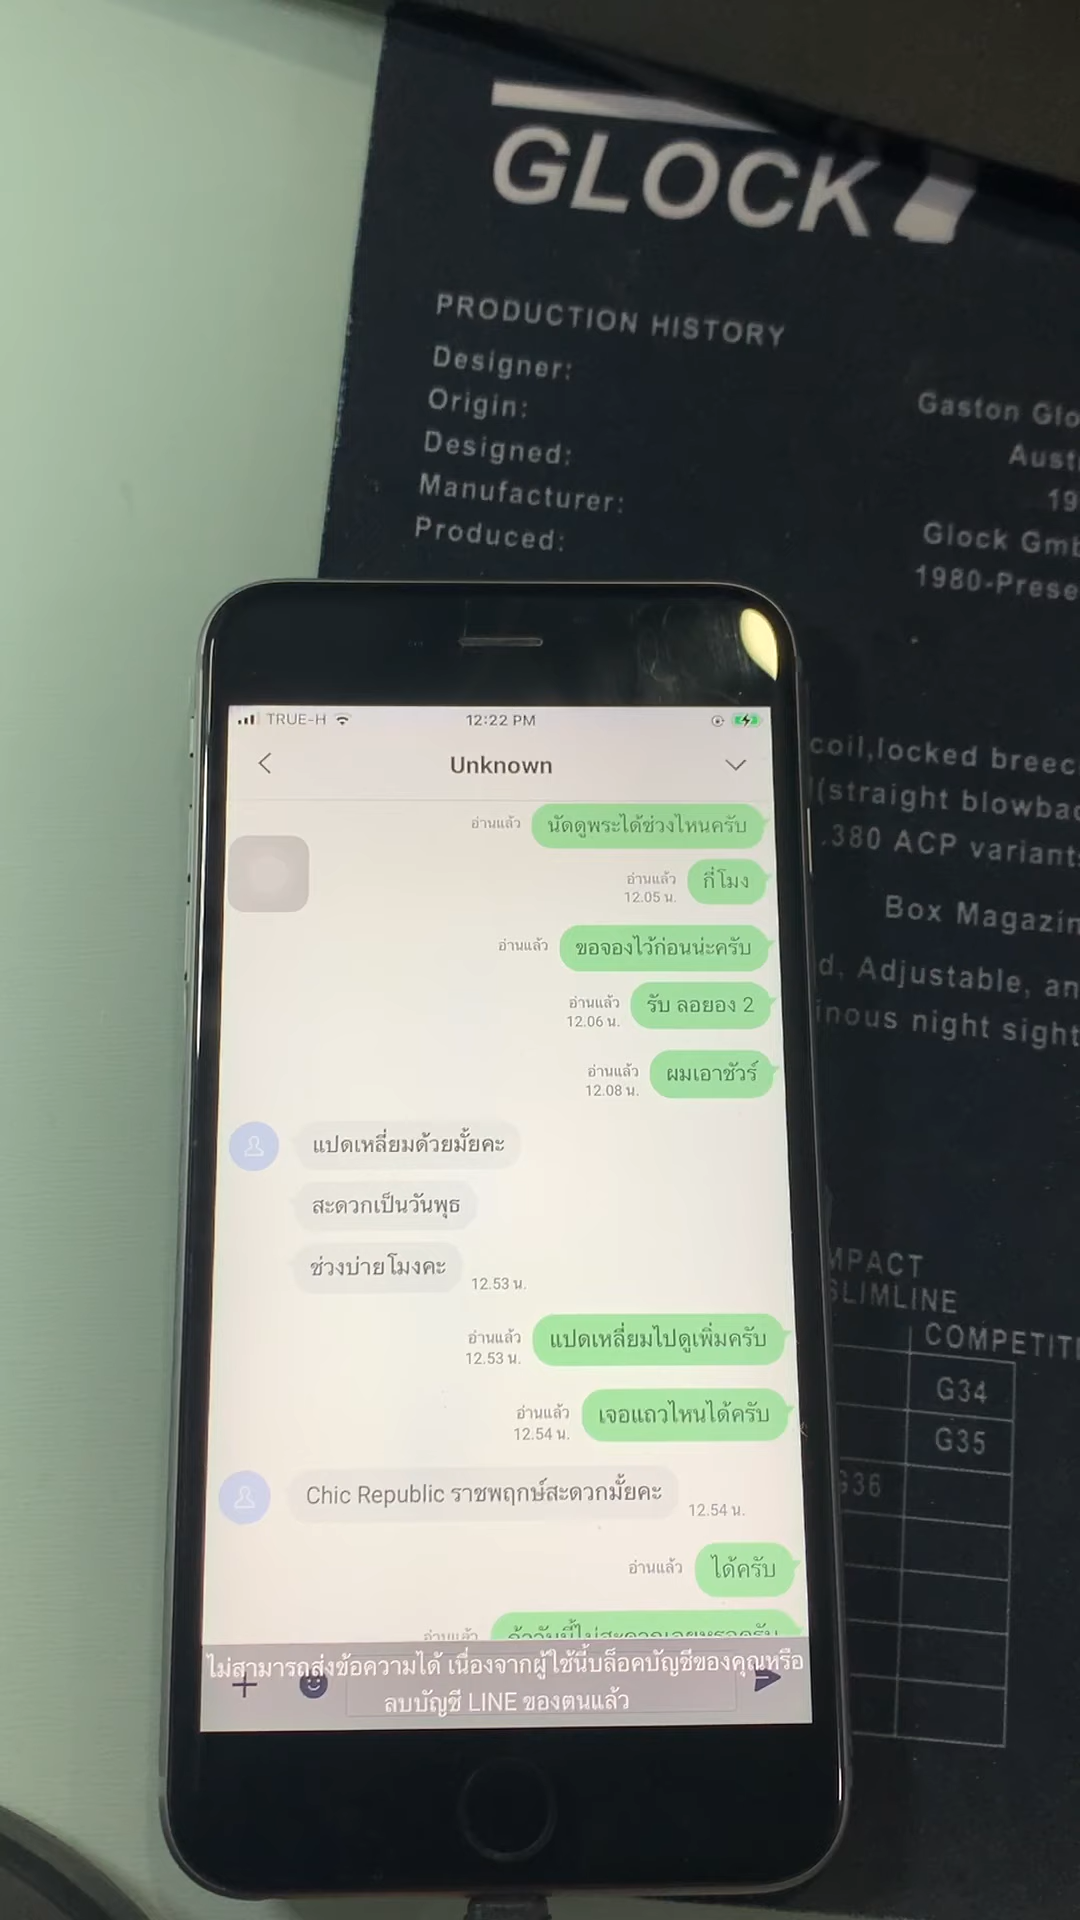 GLOCK
PRODUCTION HISTORY
Designer:
Gaston
Origin:
Designed:
Manufacturer:
Glock
Produced:
1980-
TRUE-H
12:22 PM
Unknown
อ่านแล้ว
นัดดูพระได้ช่วงไหนครับ
อ่านแล้ว
12.05 น.
กี่โมง
อ่านแล้ว
ขอจองไว้ก่อนน่ะครับ
อ่านแล้ว
12.06 น.
รับ ลอยอง 2
อ่านแล้ว
12.08 น.
ผมเอาชัวร์
แปดเหลี่ยมด้วยมั้ยคะ
สะดวกเป็นวันพุธ
ช่วงบ่ายโมงคะ
12.53 น.
อ่านแล้ว
12.53 น.
แปดเหลี่ยมไปดูเพิ่มครับ
อ่านแล้ว
12.54 น.
เจอแถวไหนได้ครับ
Chic Republic ราชพฤกษ์สะดวกมั้ยคะ
12.54 น.
อ่านแล้ว
ได้ครับ
อ่านแล้ว
ไม่สามารถส่งข้อความได้ เนื่องจากผู้ใช้นี้บล็อคบัญชีของคุณหรือ
ลบบัญชี LINE ของตนแล้ว
coil,locked
(straight
.380 ACP variants
Box
Adjustable,
night
SLIMLINE
G34
G35
G36